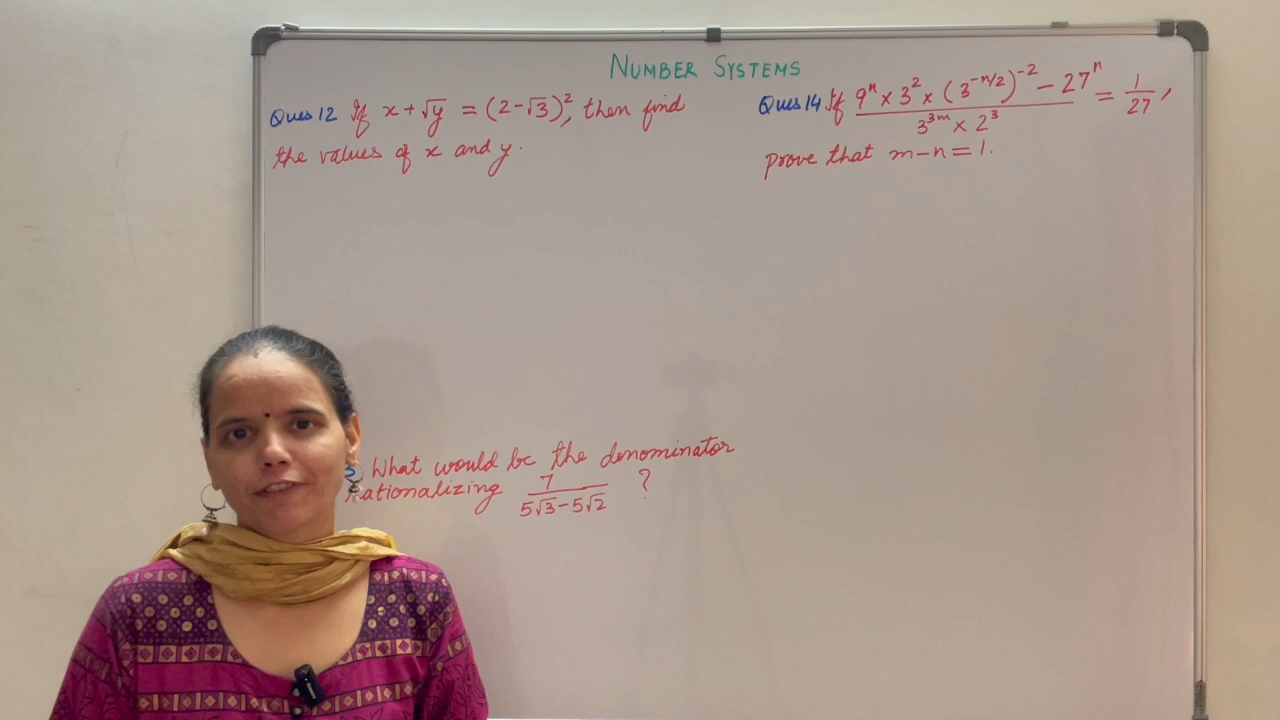 NUMBER SYSTEMS
Ques 12 If x + √y = (2-√3)², then find
the values of x and y.
Ques 14 If (9ⁿ × 3² × (3^(-n/2))^(-2) - 27ⁿ) / (3^(3m) × 2³) = 1/27,
prove that m-n = 1.
What would be the denominator
rationalizing 7/(5√3-5√2) ?